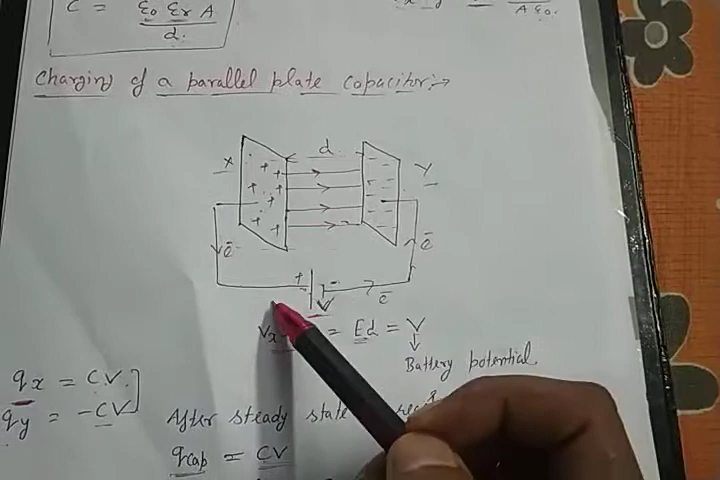 C = ε₀ εᵣ A
d.
A ε₀.
Charging of a parallel plate capacitor:→
d
X
Y
+ + + + + + +
ē
ē
+ -
ē
V
Vx
= Ed = V
Battery potential
qx = CV.
qy = -CV
After steady state
qcap = CV